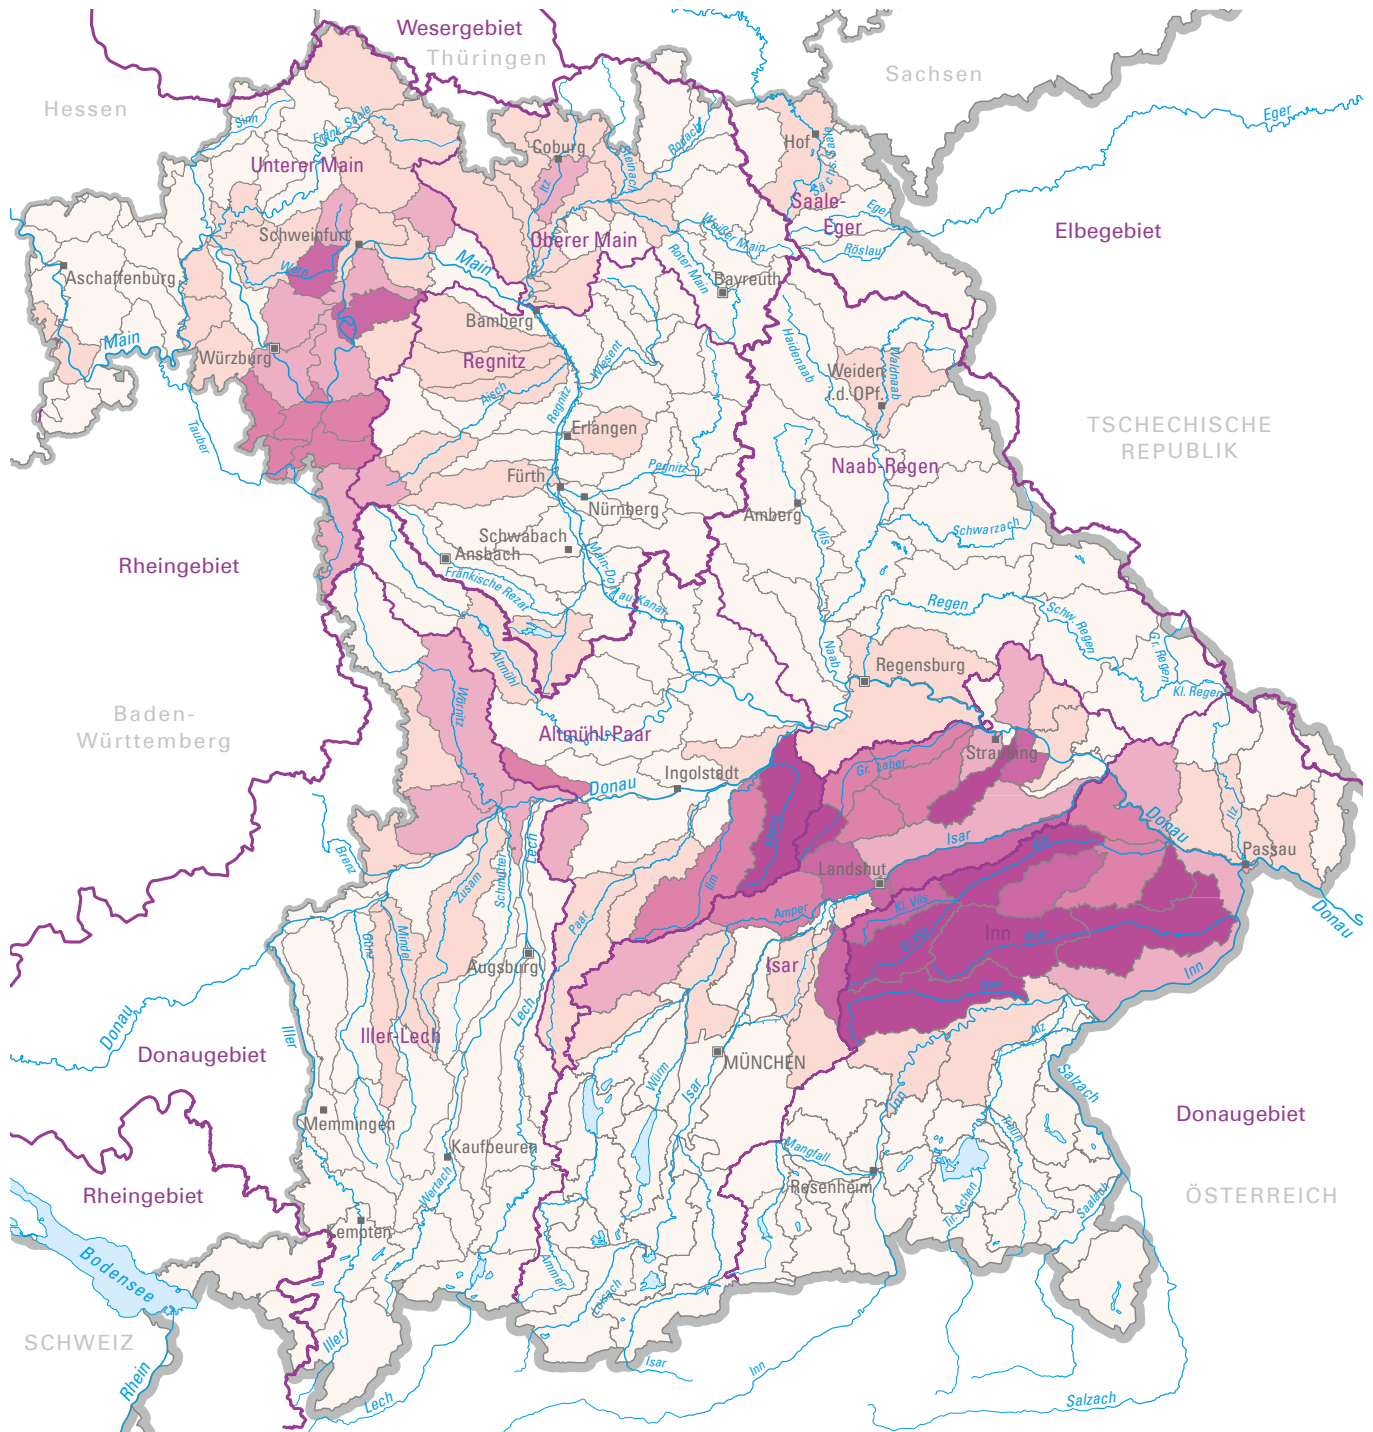 Wesergebiet
Thüringen
Sachsen
Hessen
Eger
Sinn
Fränk. Saale
Rodach
Hof
Coburg
Steinach
Sächs. Saale
Unterer Main
Itz
Saale-
Eger
Eger
Elbegebiet
Schweinfurt
Oberer Main
Weißer Main
Röslau
Main
Roter Main
Aschaffenburg
Wern
Bayreuth
Main
Bamberg
Würzburg
Regnitz
Wiesent
Haidenaab
Waldnaab
Weiden
i.d. OPf.
Aisch
Regnitz
Tauber
Erlangen
TSCHECHISCHE
REPUBLIK
Naab-Regen
Pegnitz
Fürth
Nürnberg
Amberg
Schwabach
Vils
Schwarzach
Ansbach
Rheingebiet
Fränkische Rezat
Main-Donau-Kanal
Regen
Schw. Regen
Gr. Regen
Altmühl
Naab
Regensburg
Kl. Regen
Wörnitz
Baden-
Württemberg
Altmühl-Paar
Straubing
Gr. Laber
Ingolstadt
Donau
Donau
Ilz
Abens
Isar
Vils
Brenz
Lech
Passau
Landshut
Ilm
Zusam
Schmutter
Kl. Vils
Amper
Paar
Donau
Günz
Mindel
Gr. Vils
Inn
Rott
Augsburg
Isar
Inn
Isen
Lech
Donau
Iller
Alz
Iller-Lech
Donaugebiet
MÜNCHEN
Würm
Isar
Salzach
Inn
Memmingen
Donaugebiet
Traun
Kaufbeuren
Mangfall
Rosenheim
Rheingebiet
Wertach
Tir. Achen
Saalach
ÖSTERREICH
Kempten
Bodensee
Ammer
Loisach
SCHWEIZ
Iller
Isar
Inn
Rhein
Lech
Salzach